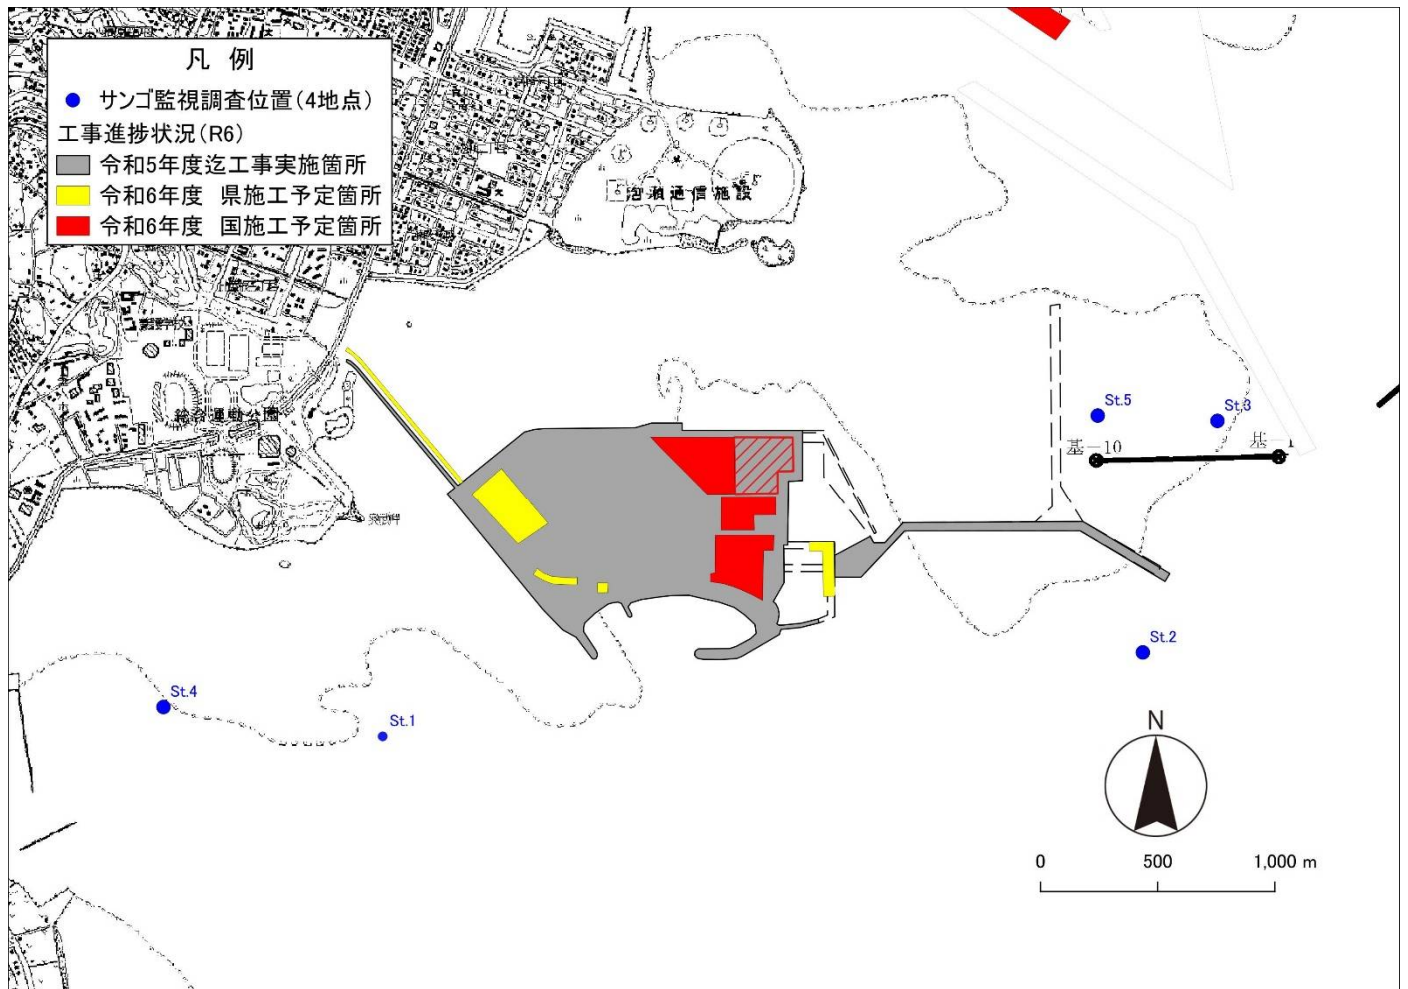 凡 例
サンゴ監視調査位置(4地点)
工事進捗状況(R6)
令和5年度迄工事実施箇所
令和6年度 県施工予定箇所
令和6年度 国施工予定箇所
泡瀬通信施設
総合運動公園
St.5
St.3
基-10
基-1
St.2
St.4
St.1
N
0 500 1,000 m